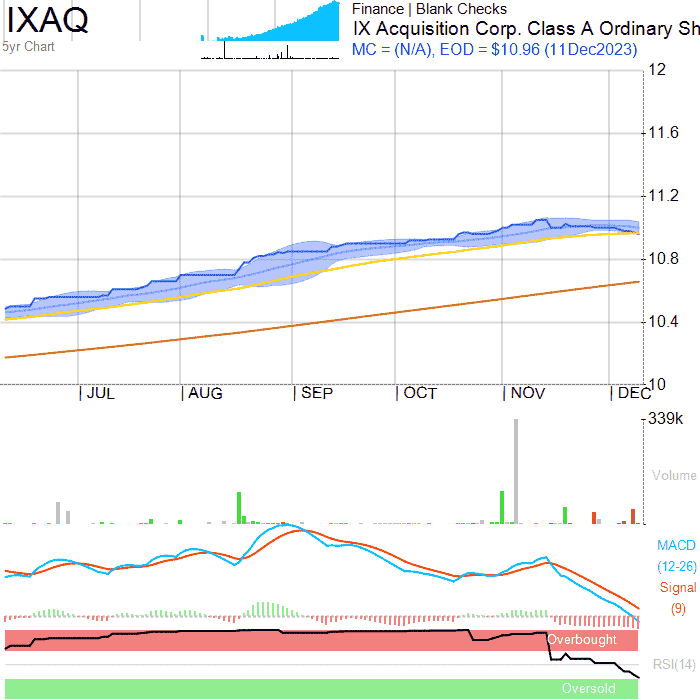 IXAQ
5yr Chart
Finance | Blank Checks
IX Acquisition Corp. Class A Ordinary Sh
MC = (N/A), EOD = $10.96 (11Dec2023)
12
11.6
11.2
10.8
10.4
10
JUL AUG SEP OCT NOV DEC
339k
Volume
MACD
(12-26)
Signal
(9)
Overbought
RSI(14)
Oversold